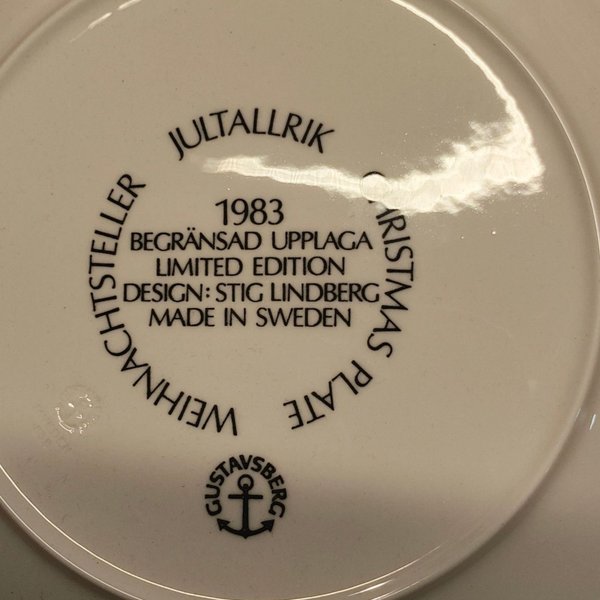 JULTALLRIK
CHRISTMAS PLATE
WEIHNACHTSTELLER
1983
BEGRÄNSAD UPPLAGA
LIMITED EDITION
DESIGN: STIG LINDBERG
MADE IN SWEDEN
GUSTAVSBERG